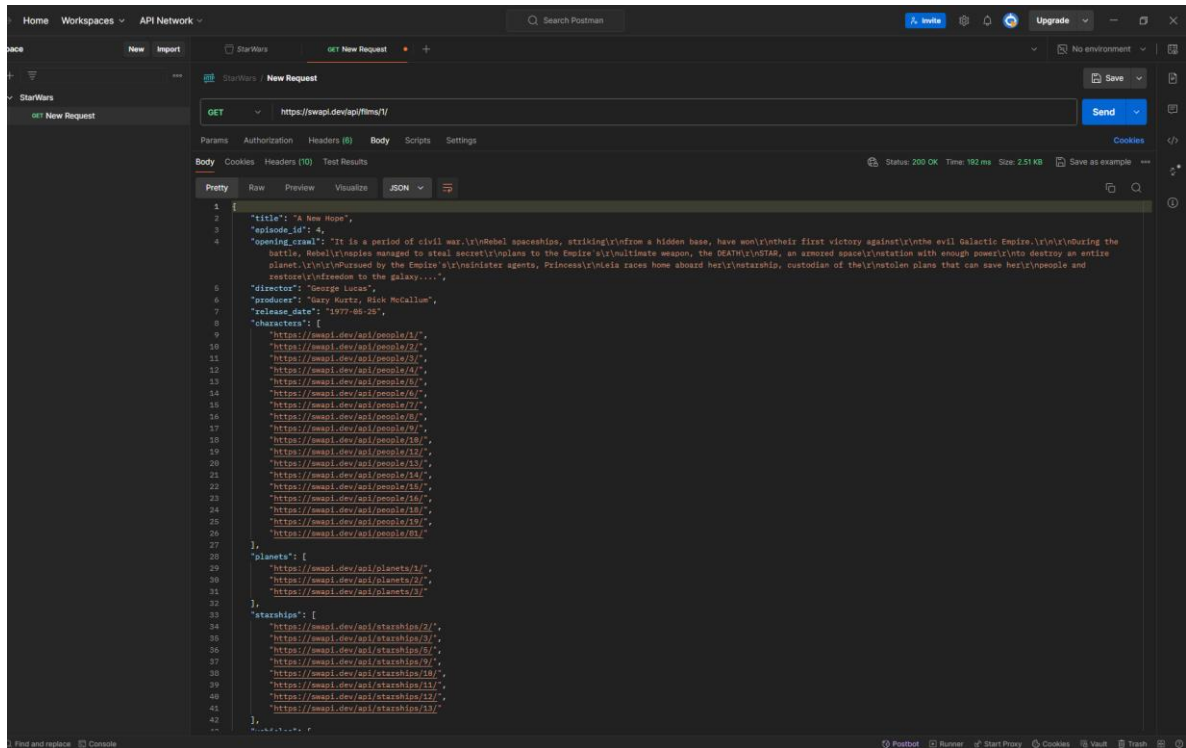 Home Workspaces API Network Search Postman Invite Upgrade
New Import StarWars GET New Request No environment
StarWars / New Request Save
StarWars
GET New Request
GET https://swapi.dev/api/films/1/ Send
Params Authorization Headers (6) Body Scripts Settings Cookies
Body Cookies Headers (10) Test Results Status: 200 OK Time: 192 ms Size: 2.51 KB Save as example
Pretty Raw Preview Visualize JSON
1 {
2 "title": "A New Hope",
3 "episode_id": 4,
4 "opening_crawl": "It is a period of civil war.\r\nRebel spaceships, striking\r\nfrom a hidden base, have won\r\ntheir first victory against\r\nthe evil Galactic Empire.\r\n\r\nDuring the
battle, Rebel\r\nspies managed to steal secret\r\nplans to the Empire's\r\nultimate weapon, the DEATH\r\nSTAR, an armored space\r\nstation with enough power\r\nto destroy an entire
planet.\r\n\r\nPursued by the Empire's\r\nsinister agents, Princess\r\nLeia races home aboard her\r\nstarship, custodian of the\r\nstolen plans that can save her\r\npeople and
restore\r\nfreedom to the galaxy....",
5 "director": "George Lucas",
6 "producer": "Gary Kurtz, Rick McCallum",
7 "release_date": "1977-05-25",
8 "characters": [
9 "https://swapi.dev/api/people/1/",
10 "https://swapi.dev/api/people/2/",
11 "https://swapi.dev/api/people/3/",
12 "https://swapi.dev/api/people/4/",
13 "https://swapi.dev/api/people/5/",
14 "https://swapi.dev/api/people/6/",
15 "https://swapi.dev/api/people/7/",
16 "https://swapi.dev/api/people/8/",
17 "https://swapi.dev/api/people/9/",
18 "https://swapi.dev/api/people/10/",
19 "https://swapi.dev/api/people/12/",
20 "https://swapi.dev/api/people/13/",
21 "https://swapi.dev/api/people/14/",
22 "https://swapi.dev/api/people/15/",
23 "https://swapi.dev/api/people/16/",
24 "https://swapi.dev/api/people/18/",
25 "https://swapi.dev/api/people/19/",
26 "https://swapi.dev/api/people/81/"
27 ],
28 "planets": [
29 "https://swapi.dev/api/planets/1/",
30 "https://swapi.dev/api/planets/2/",
31 "https://swapi.dev/api/planets/3/"
32 ],
33 "starships": [
34 "https://swapi.dev/api/starships/2/",
35 "https://swapi.dev/api/starships/3/",
36 "https://swapi.dev/api/starships/5/",
37 "https://swapi.dev/api/starships/9/",
38 "https://swapi.dev/api/starships/10/",
39 "https://swapi.dev/api/starships/11/",
40 "https://swapi.dev/api/starships/12/",
41 "https://swapi.dev/api/starships/13/"
42 ],
Find and replace Console Postbot Runner Start Proxy Cookies Vault Trash